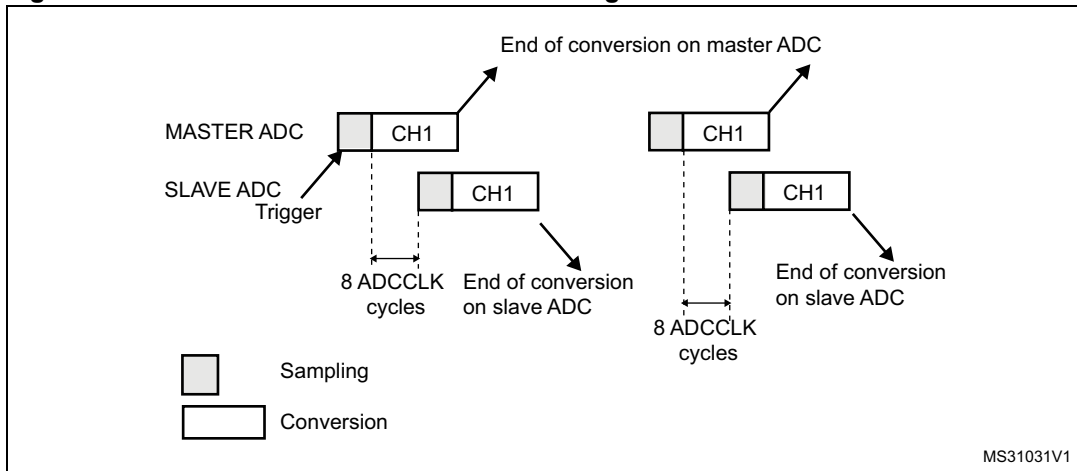 End of conversion on master ADC
MASTER ADC
CH1
CH1
SLAVE ADC
Trigger
CH1
CH1
8 ADCCLK
cycles
End of conversion
on slave ADC
End of conversion
on slave ADC
8 ADCCLK
cycles
Sampling
Conversion
MS31031V1